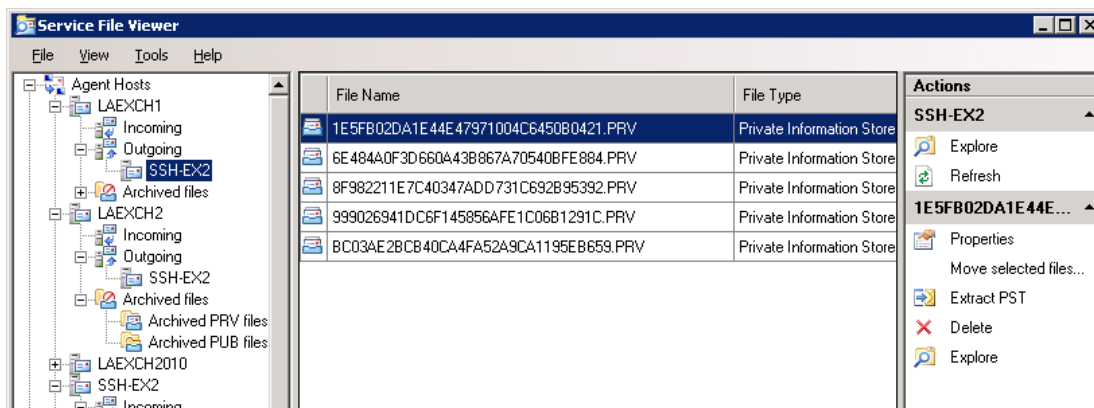 Service File Viewer
File View Tools Help
Agent Hosts
LAEXCH1
Incoming
Outgoing
SSH-EX2
Archived files
LAEXCH2
Incoming
Outgoing
SSH-EX2
Archived files
Archived PRV files
Archived PUB files
LAEXCH2010
SSH-EX2
Incoming
File Name File Type
1E5FB02DA1E44E47971004C6450B0421.PRV Private Information Store
6E484A0F3D660A43B867A70540BFE884.PRV Private Information Store
8F982211E7C40347ADD731C692B95392.PRV Private Information Store
999026941DC6F145856AFE1C06B1291C.PRV Private Information Store
BC03AE2BCB40CA4FA52A9CA1195EB659.PRV Private Information Store
Actions
SSH-EX2
Explore
Refresh
1E5FB02DA1E44E...
Properties
Move selected files...
Extract PST
Delete
Explore